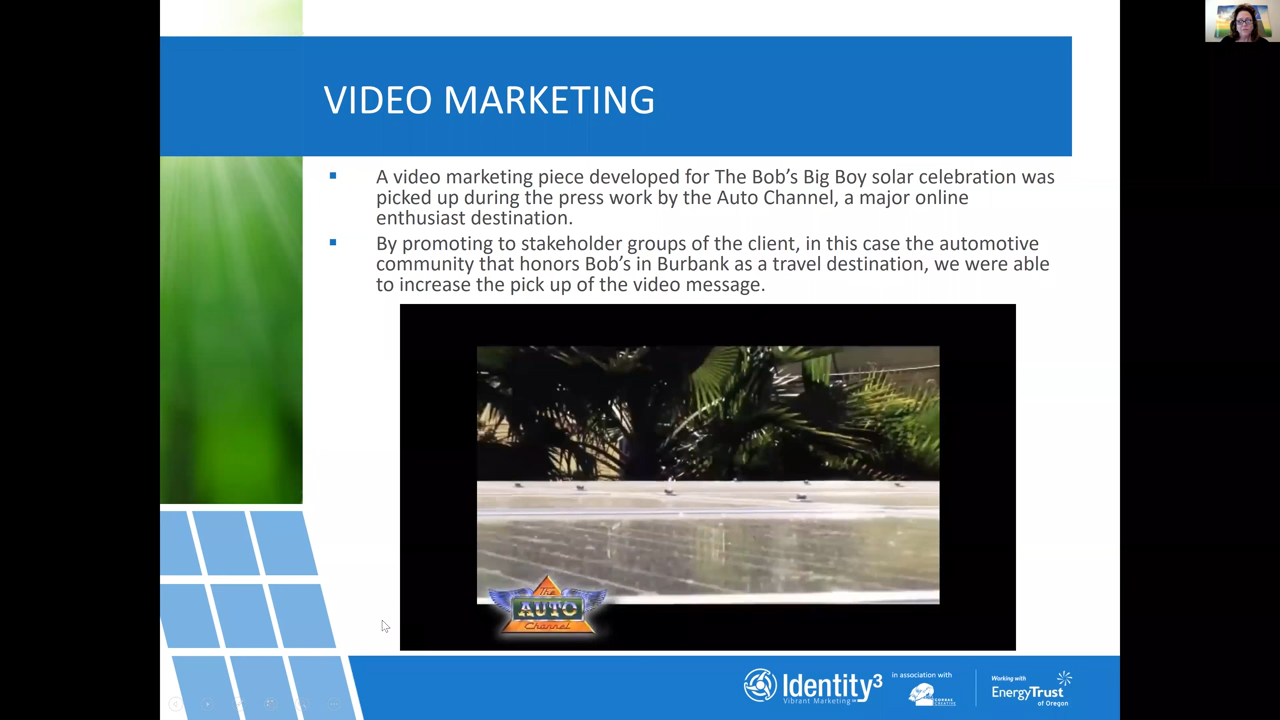 VIDEO MARKETING
▪ A video marketing piece developed for The Bob’s Big Boy solar celebration was
picked up during the press work by the Auto Channel, a major online
enthusiast destination.
▪ By promoting to stakeholder groups of the client, in this case the automotive
community that honors Bob’s in Burbank as a travel destination, we were able
to increase the pick up of the video message.
The
AUTO
Channel
Identity3
Vibrant Marketing
in association with
Working with
EnergyTrust
of Oregon